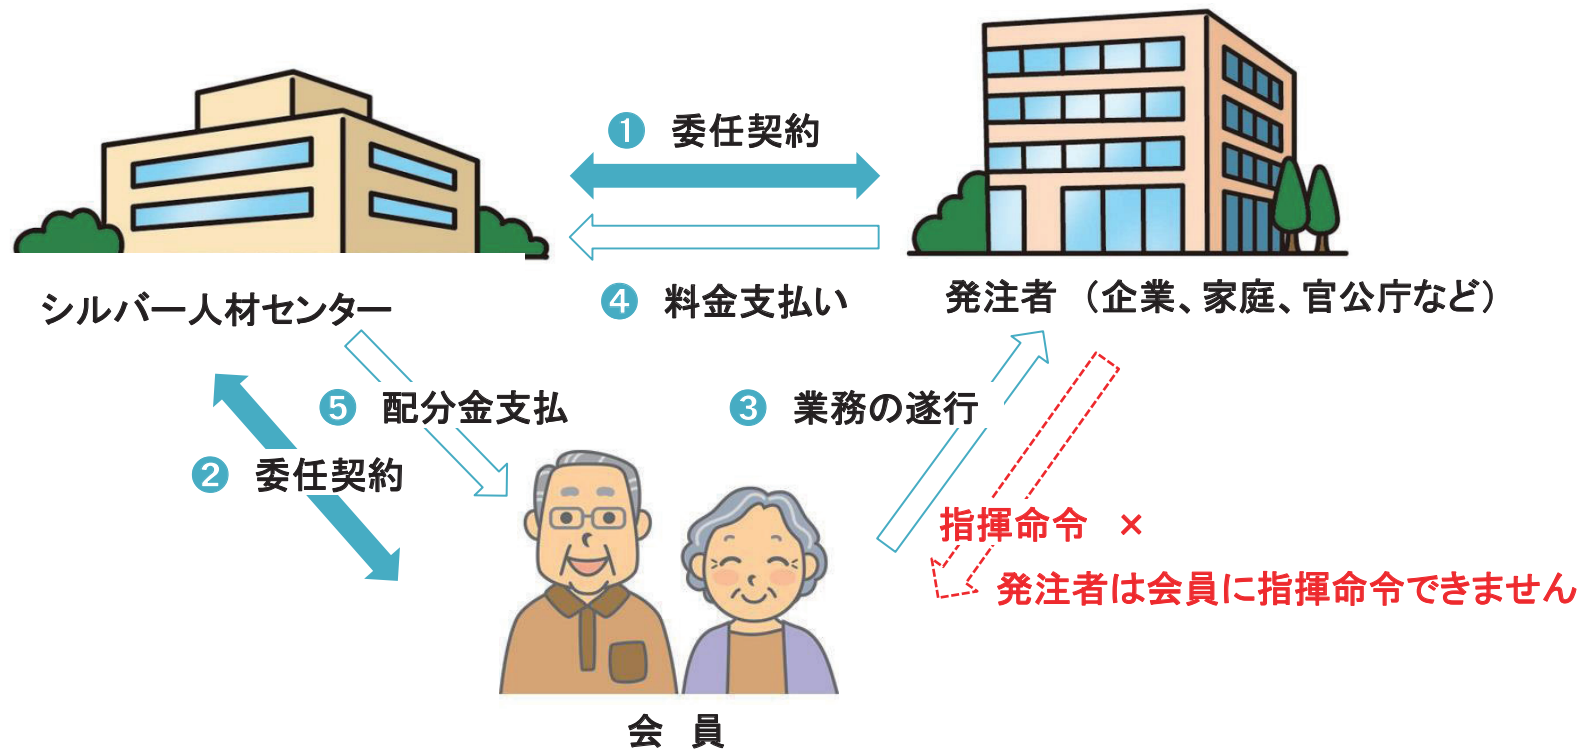 ❶ 委任契約
❹ 料金支払い
シルバー人材センター
発注者 （企業、家庭、官公庁など）
❺ 配分金支払
❸ 業務の遂行
❷ 委任契約
指揮命令 ×
発注者は会員に指揮命令できません
会 員